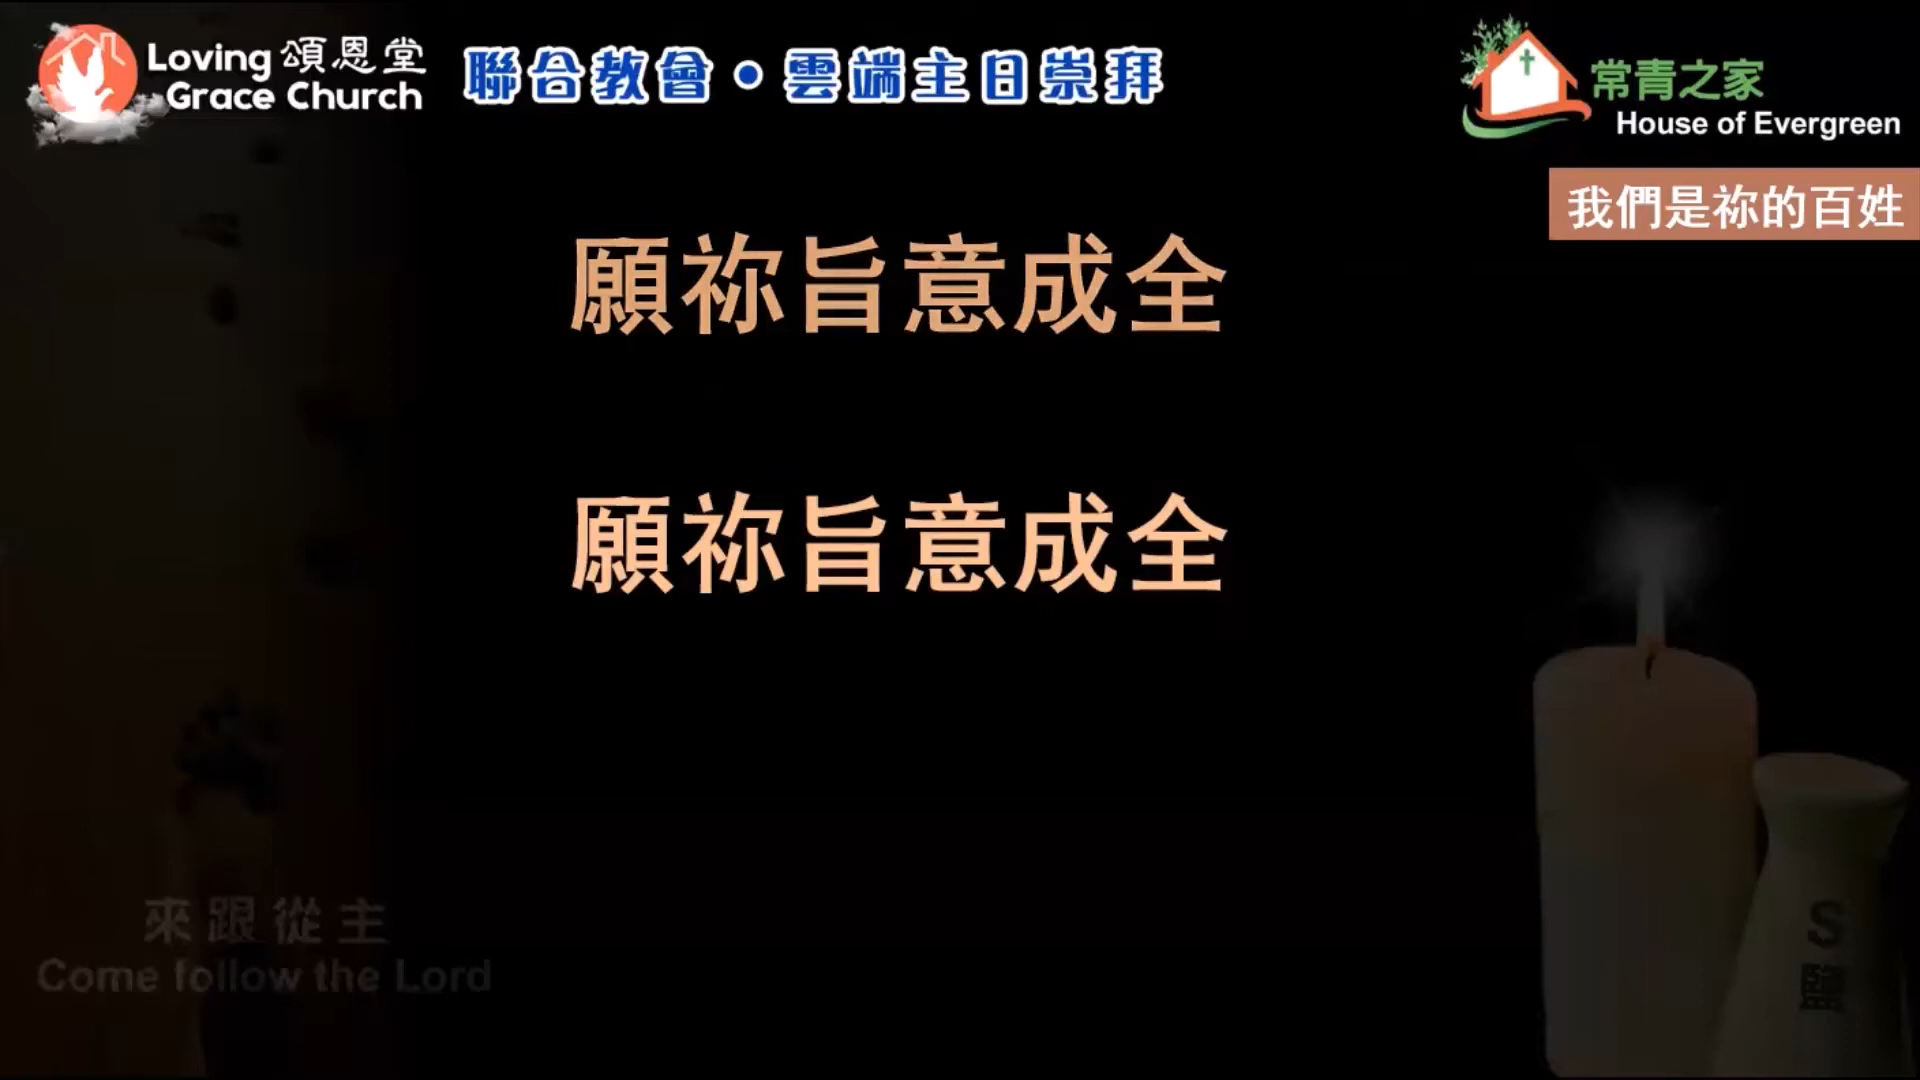 Loving 頌恩堂
Grace Church
聯合教會•雲端主日崇拜
常青之家
House of Evergreen
我們是祢的百姓
願祢旨意成全
願祢旨意成全
來跟從主
Come follow the Lord
S
鹽